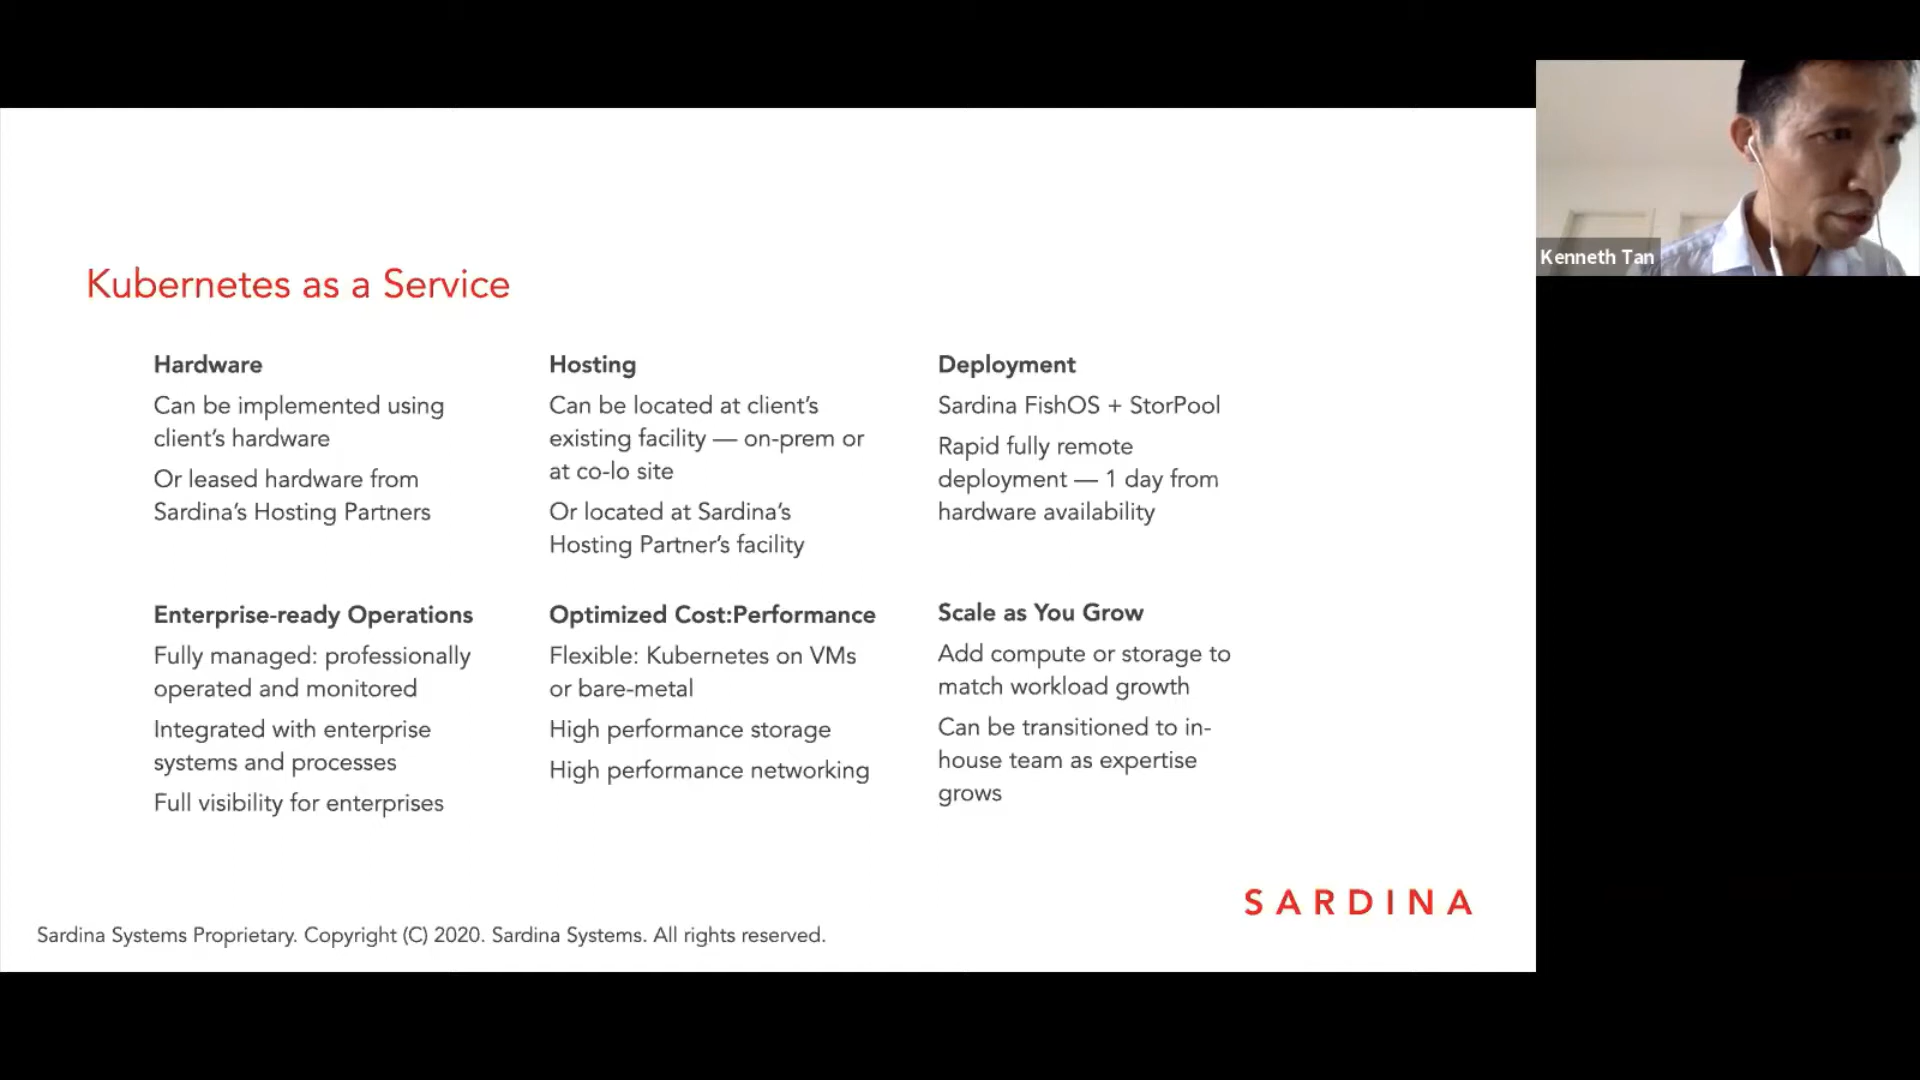 Kubernetes as a Service
Hardware
Can be implemented using
client's hardware
Or leased hardware from
Sardina's Hosting Partners
Hosting
Can be located at client's
existing facility — on-prem or
at co-lo site
Or located at Sardina's
Hosting Partner's facility
Deployment
Sardina FishOS + StorPool
Rapid fully remote
deployment — 1 day from
hardware availability
Enterprise-ready Operations
Fully managed: professionally
operated and monitored
Integrated with enterprise
systems and processes
Full visibility for enterprises
Optimized Cost:Performance
Flexible: Kubernetes on VMs
or bare-metal
High performance storage
High performance networking
Scale as You Grow
Add compute or storage to
match workload growth
Can be transitioned to in-
house team as expertise
grows
SARDINA
Sardina Systems Proprietary. Copyright (C) 2020. Sardina Systems. All rights reserved.
Kenneth Tan